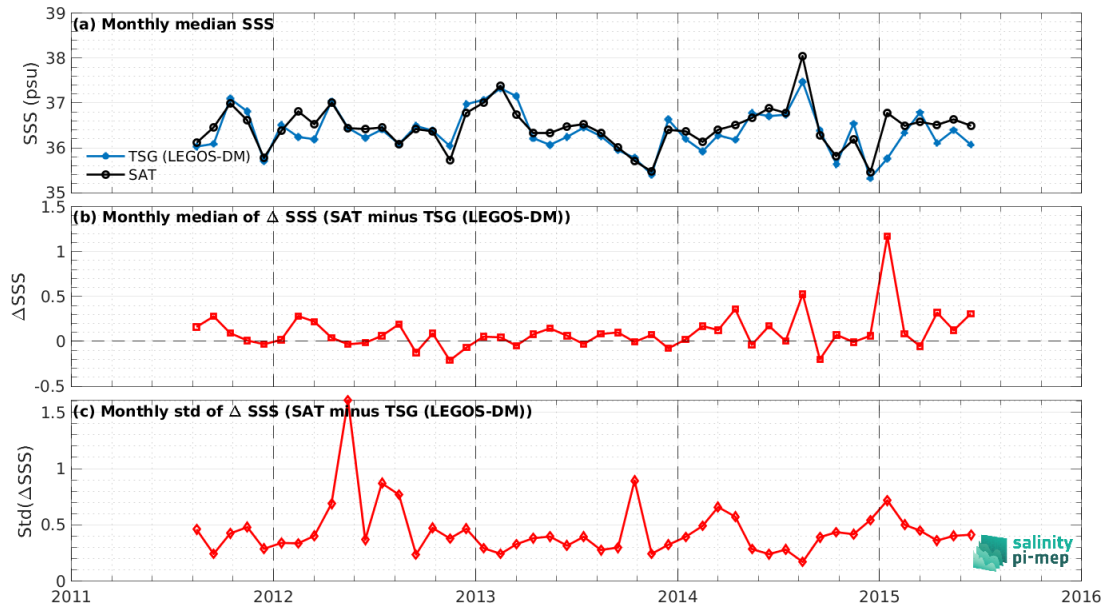 (a) Monthly median SSS
SSS (psu)
39
38
37
36
35
TSG (LEGOS-DM)
SAT
(b) Monthly median of Δ SSS (SAT minus TSG (LEGOS-DM))
ΔSSS
1.5
1
0.5
0
-0.5
(c) Monthly std of Δ SSS (SAT minus TSG (LEGOS-DM))
Std(ΔSSS)
1.5
1
0.5
0
salinity
pi-mep
2011 2012 2013 2014 2015 2016